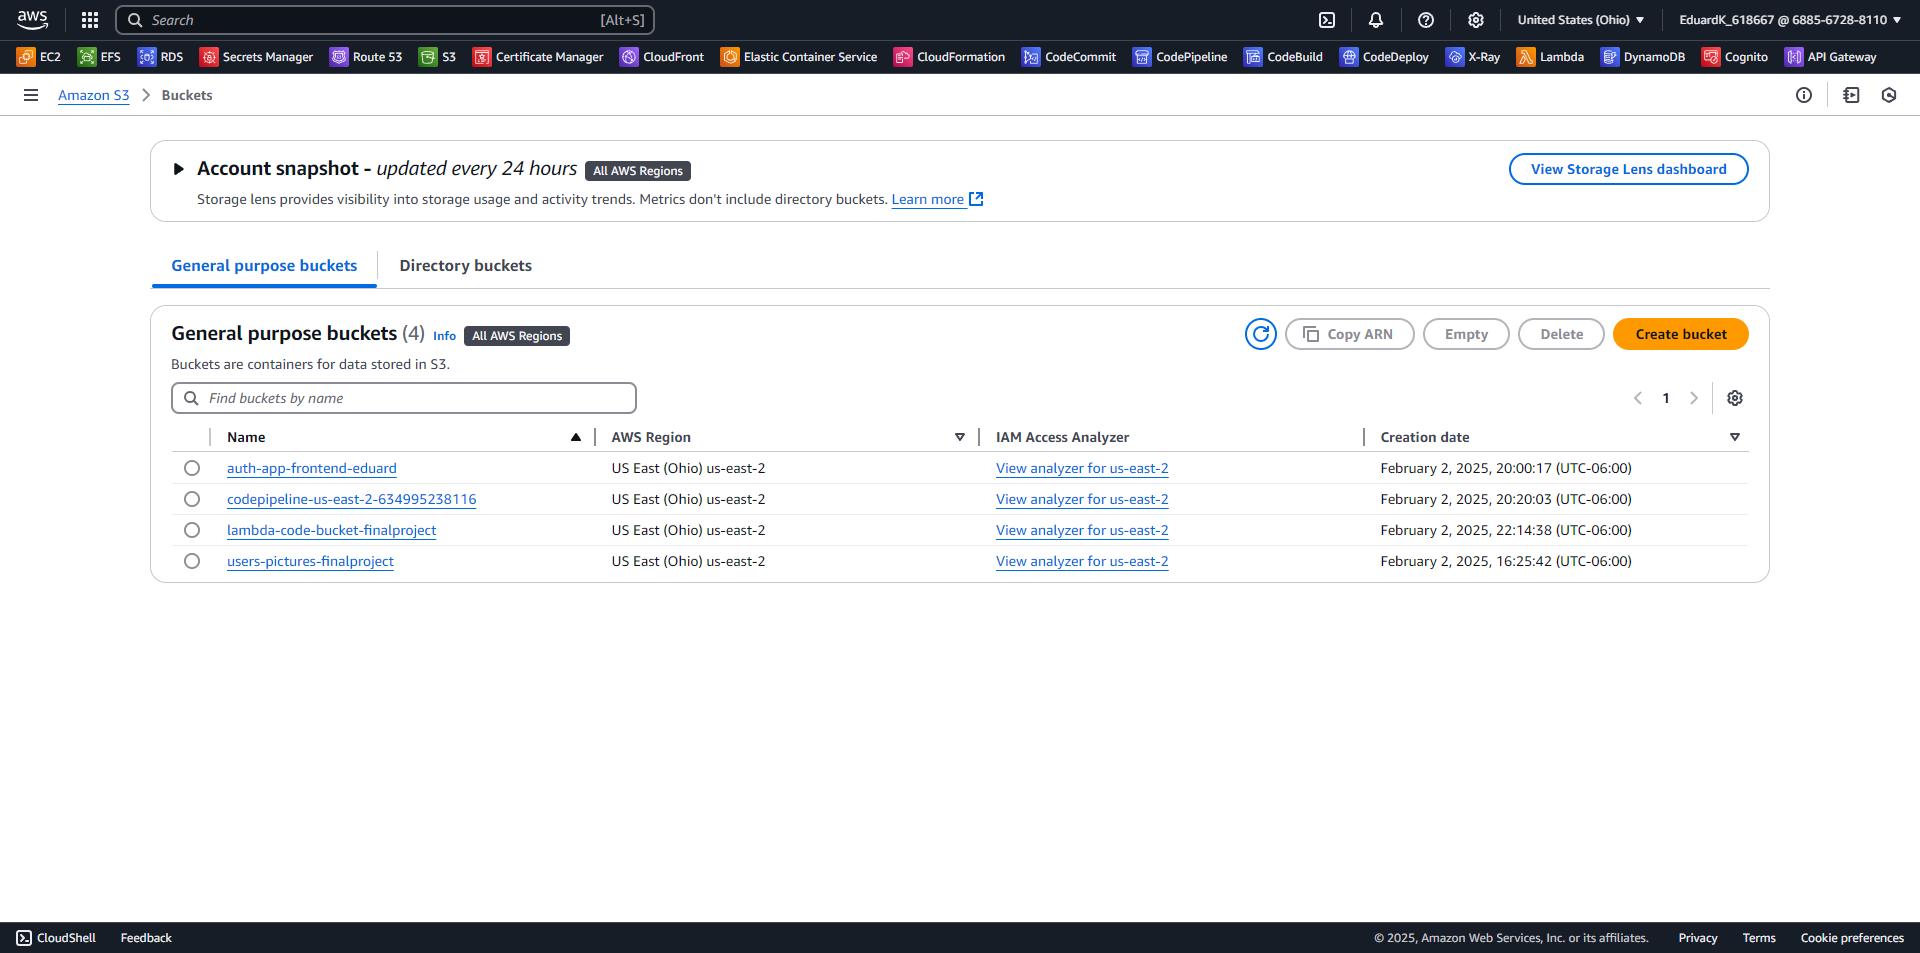 aws Search [Alt+S] United States (Ohio) EduardK_618667 @ 6885-6728-8110
EC2 EFS RDS Secrets Manager Route 53 S3 Certificate Manager CloudFront Elastic Container Service CloudFormation CodeCommit CodePipeline CodeBuild CodeDeploy X-Ray Lambda DynamoDB Cognito API Gateway
Amazon S3 Buckets
Account snapshot - updated every 24 hours All AWS Regions View Storage Lens dashboard
Storage lens provides visibility into storage usage and activity trends. Metrics don't include directory buckets. Learn more
General purpose buckets Directory buckets
General purpose buckets (4) Info All AWS Regions Copy ARN Empty Delete Create bucket
Buckets are containers for data stored in S3.
Find buckets by name 1
Name AWS Region IAM Access Analyzer Creation date
auth-app-frontend-eduard US East (Ohio) us-east-2 View analyzer for us-east-2 February 2, 2025, 20:00:17 (UTC-06:00)
codepipeline-us-east-2-634995238116 US East (Ohio) us-east-2 View analyzer for us-east-2 February 2, 2025, 20:20:03 (UTC-06:00)
lambda-code-bucket-finalproject US East (Ohio) us-east-2 View analyzer for us-east-2 February 2, 2025, 22:14:38 (UTC-06:00)
users-pictures-finalproject US East (Ohio) us-east-2 View analyzer for us-east-2 February 2, 2025, 16:25:42 (UTC-06:00)
CloudShell Feedback © 2025, Amazon Web Services, Inc. or its affiliates. Privacy Terms Cookie preferences